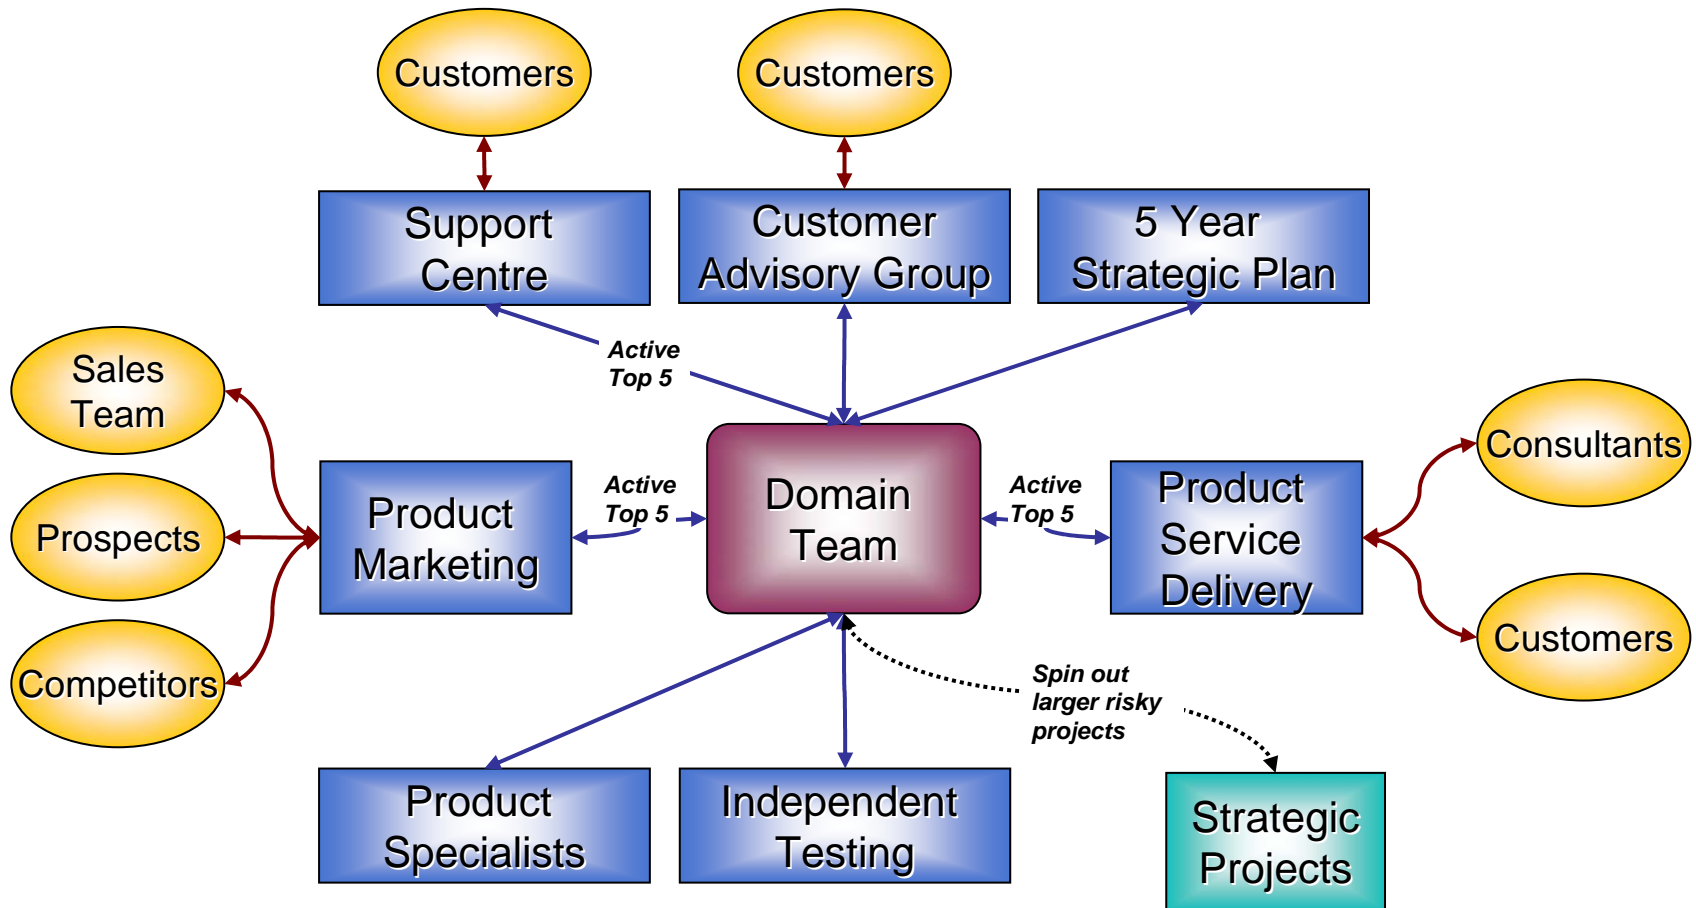 Customers
Customers
Support
Centre
Customer
Advisory Group
5 Year
Strategic Plan
Active
Top 5
Sales
Team
Prospects
Competitors
Product
Marketing
Active
Top 5
Domain
Team
Active
Top 5
Product
Service
Delivery
Consultants
Customers
Spin out
larger risky
projects
Product
Specialists
Independent
Testing
Strategic
Projects